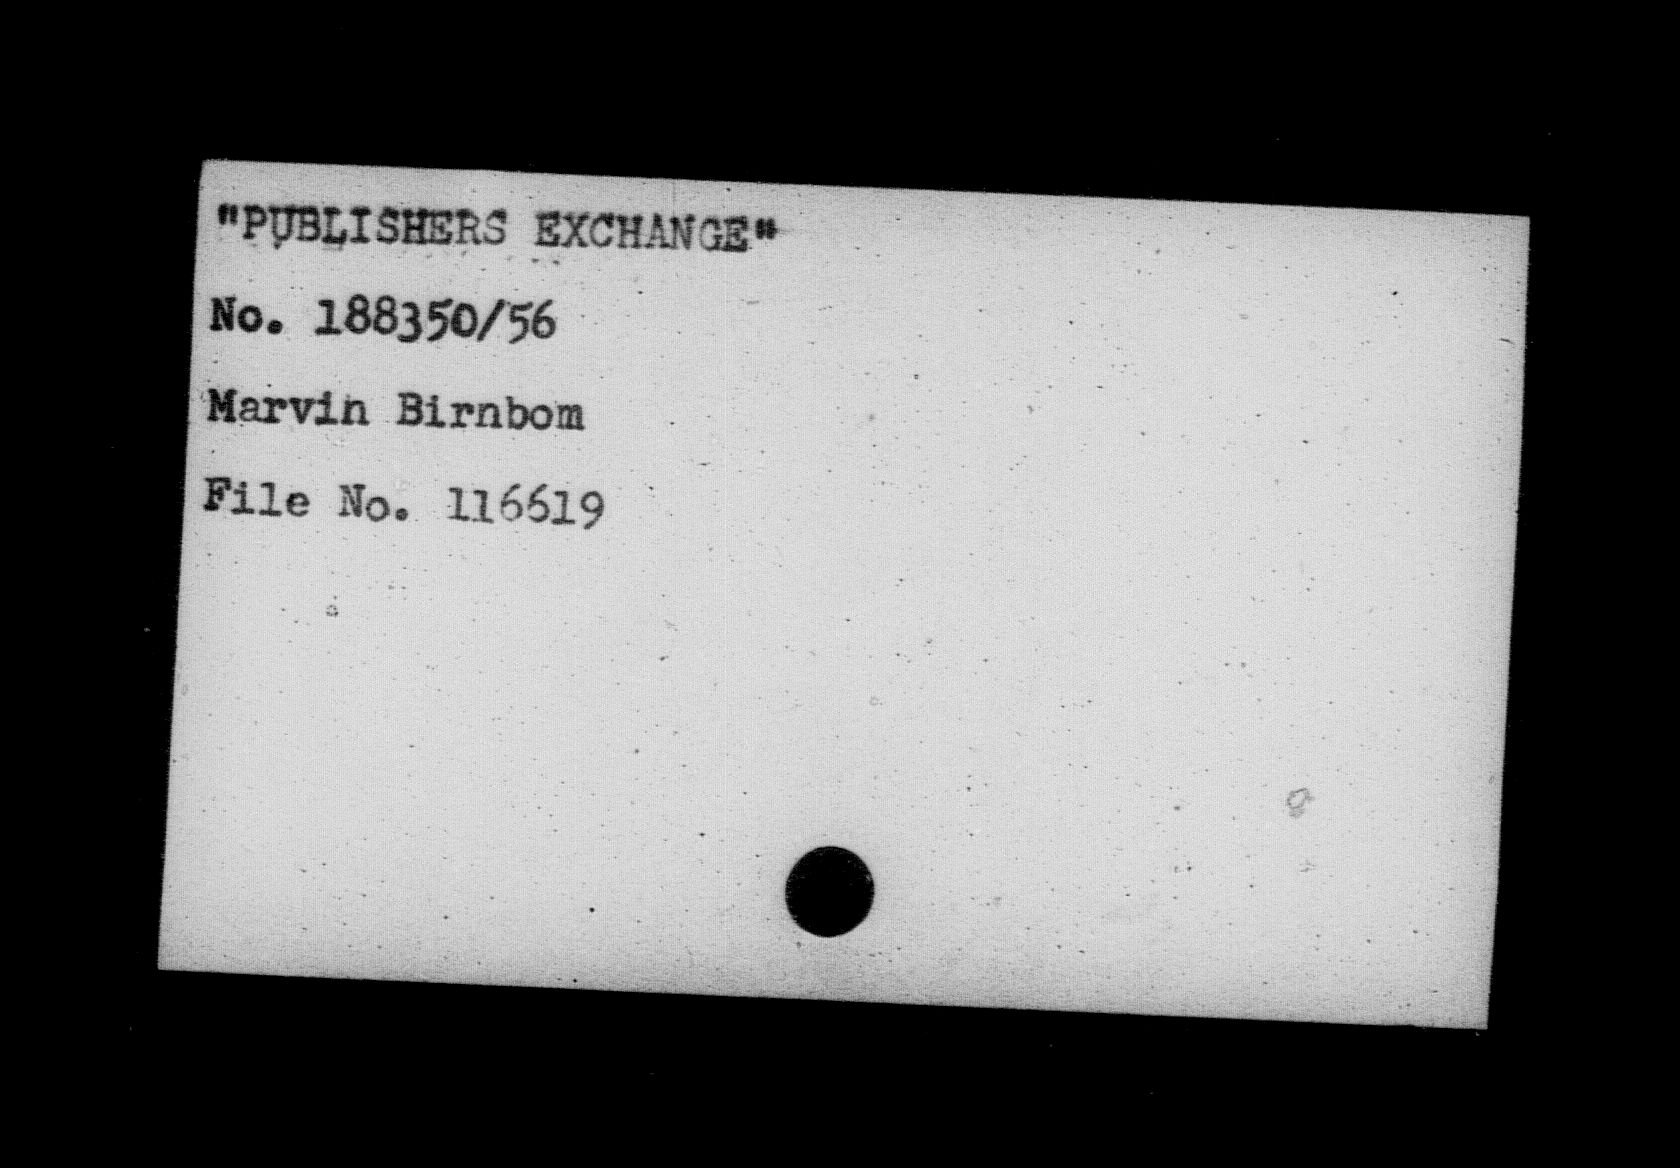 "PUBLISHERS EXCHANGE"
No. 188350/56
Marvin Birnbom
File No. 116619